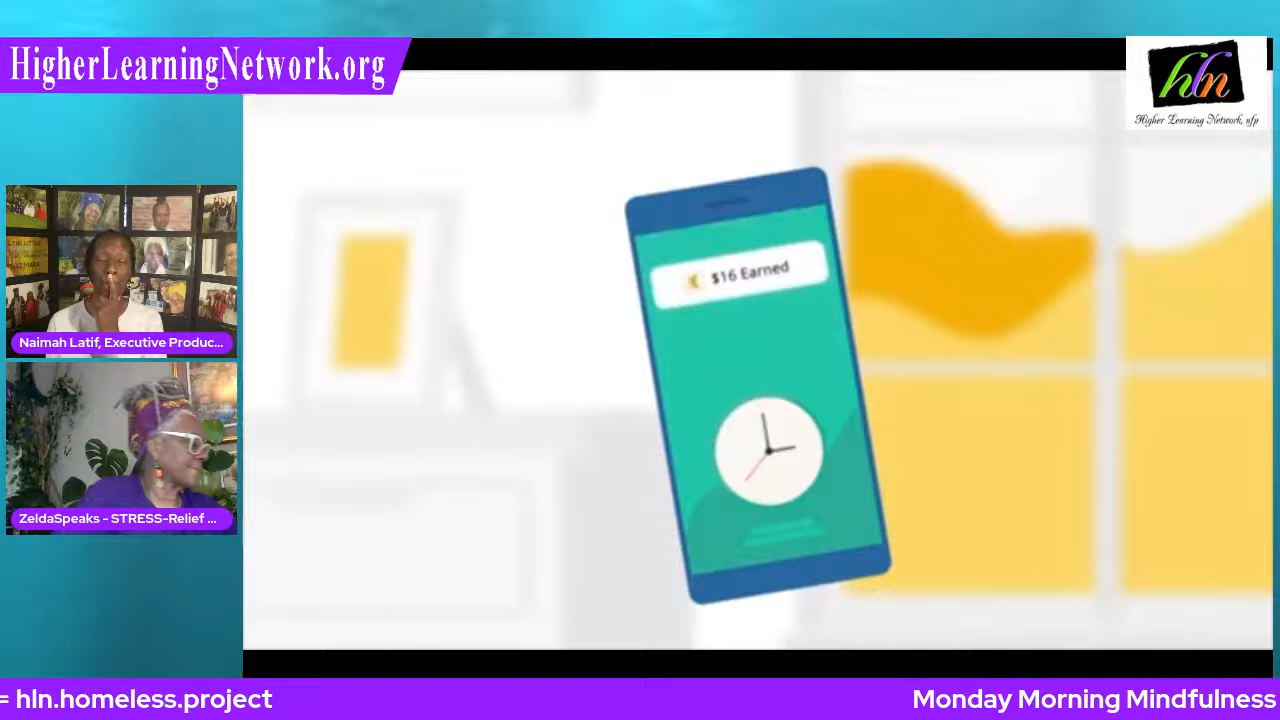 HigherLearningNetwork.org
hln
Higher Learning Network, nfp
$16 Earned
Naimah Latif, Executive Produc...
ZeldaSpeaks - STRESS-Relief ...
= hln.homeless.project
Monday Morning Mindfulness